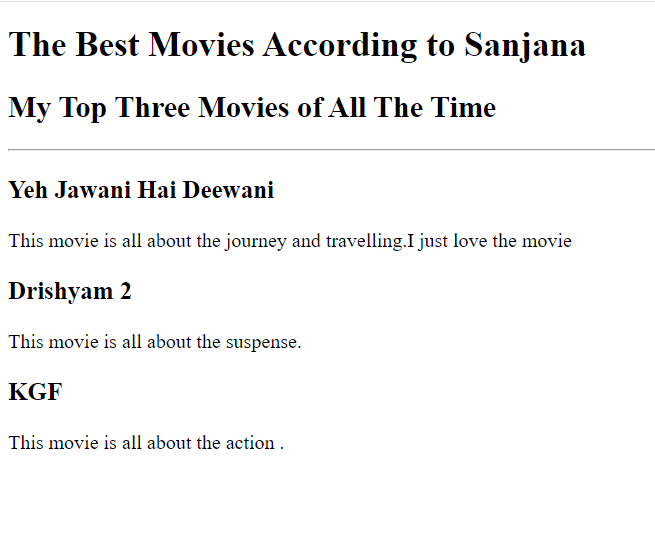 The Best Movies According to Sanjana
My Top Three Movies of All The Time
Yeh Jawani Hai Deewani
This movie is all about the journey and travelling.I just love the movie
Drishyam 2
This movie is all about the suspense.
KGF
This movie is all about the action .